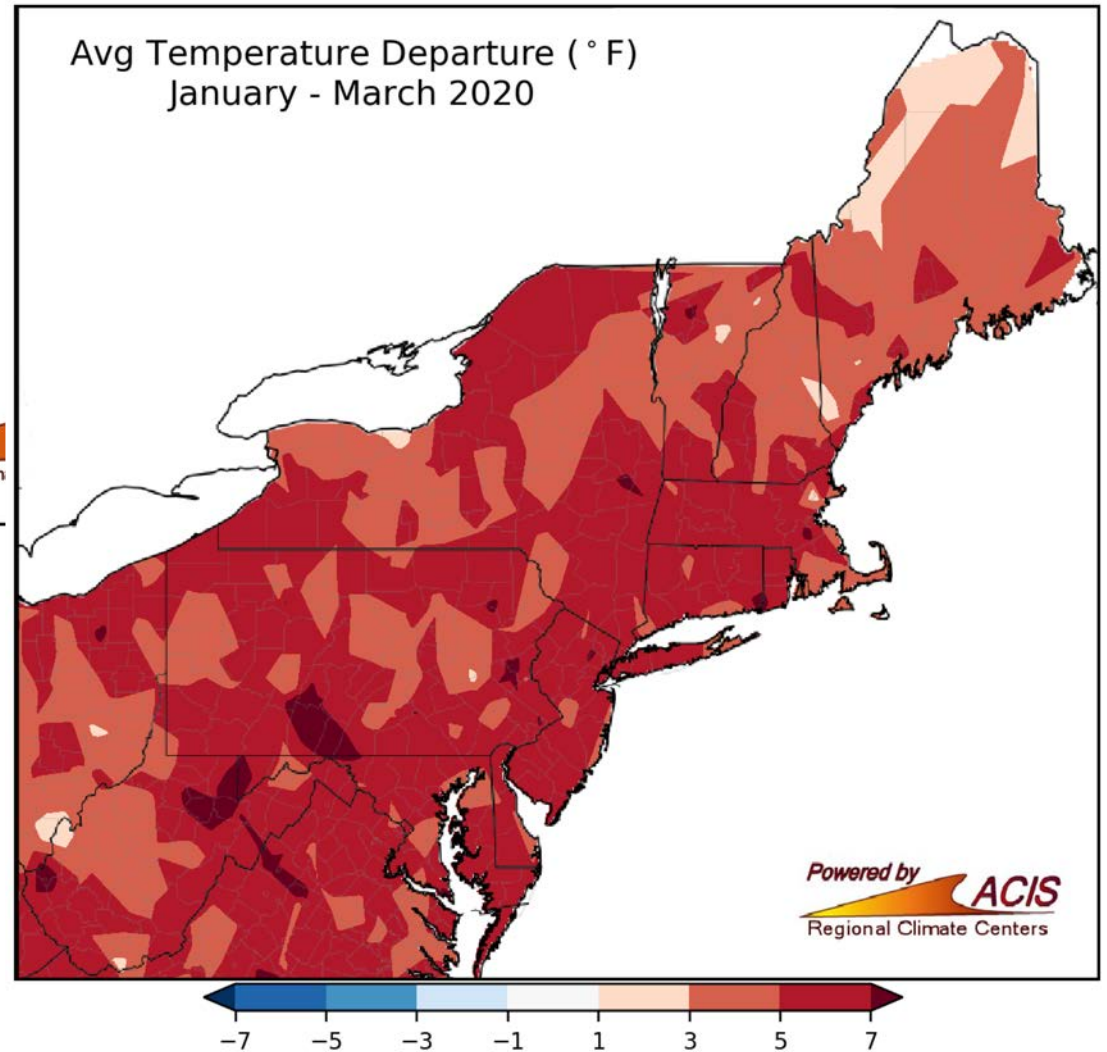 Avg Temperature Departure (°F)
January - March 2020
Powered by
ACIS
Regional Climate Centers
−7 −5 −3 −1 1 3 5 7